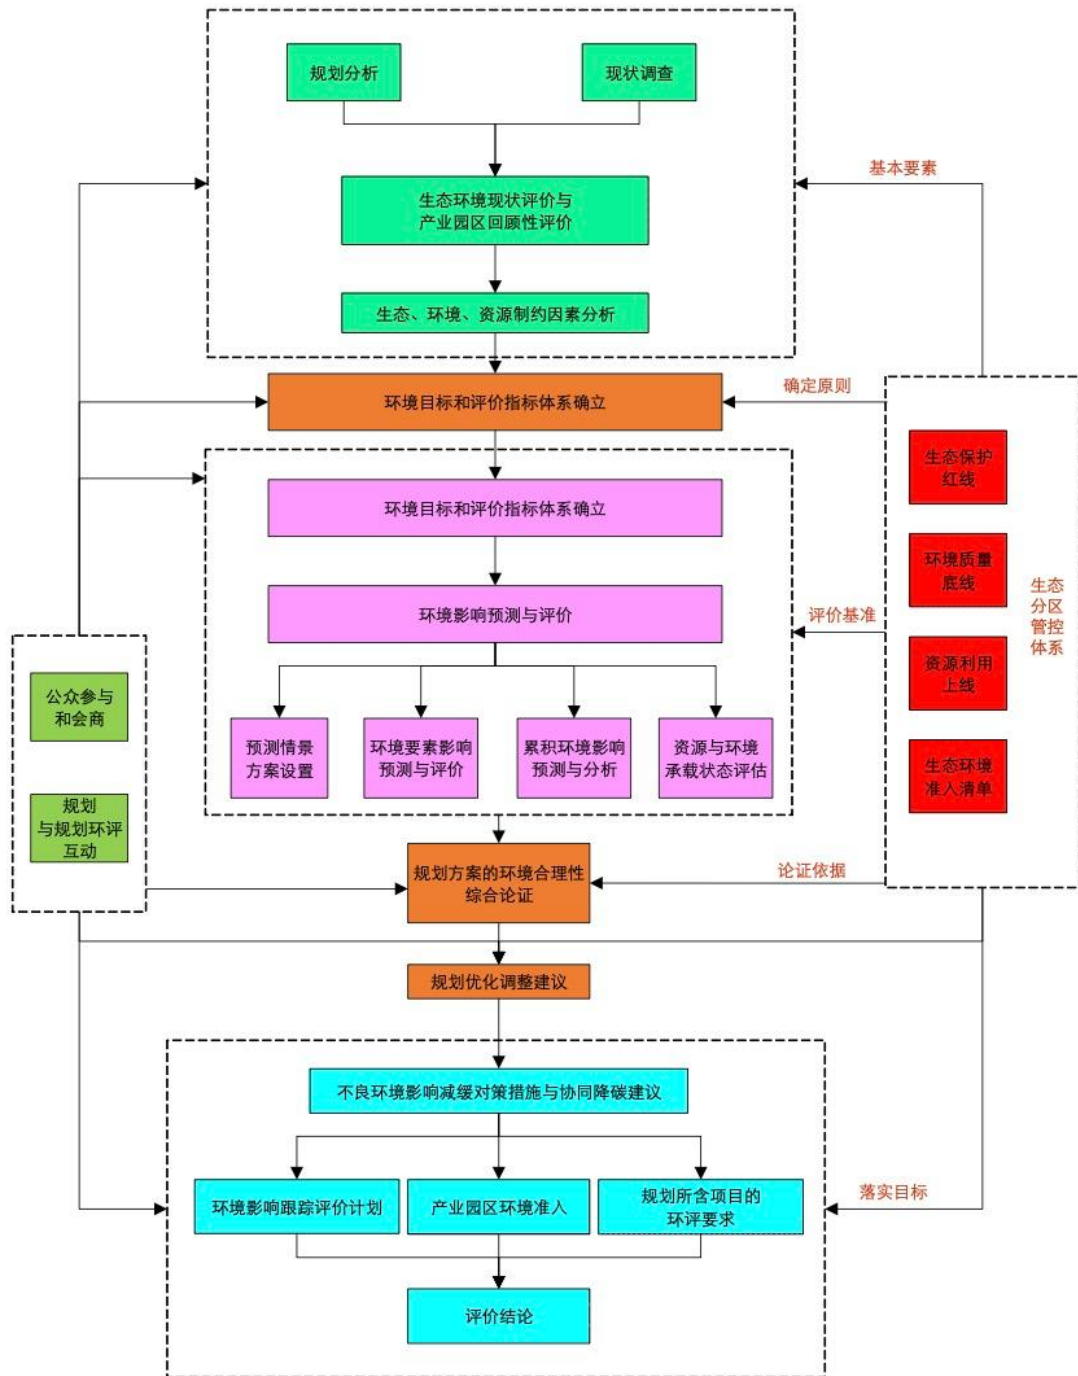 规划分析
现状调查
基本要素
生态环境现状评价与
产业园区回顾性评价
生态、环境、资源制约因素分析
环境目标和评价指标体系确立
确定原则
生态保护
红线
环境目标和评价指标体系确立
环境质量
底线
生态
分区
管控
体系
环境影响预测与评价
评价基准
资源利用
上线
公众参与
和会商
预测情景
方案设置
环境要素影响
预测与评价
累积环境影响
预测与分析
资源与环境
承载状态评估
生态环境
准入清单
规划
与规划环评
互动
规划方案的环境合理性
综合论证
论证依据
规划优化调整建议
不良环境影响减缓对策措施与协同降碳建议
环境影响跟踪评价计划
产业园区环境准入
规划所含项目的
环评要求
落实目标
评价结论